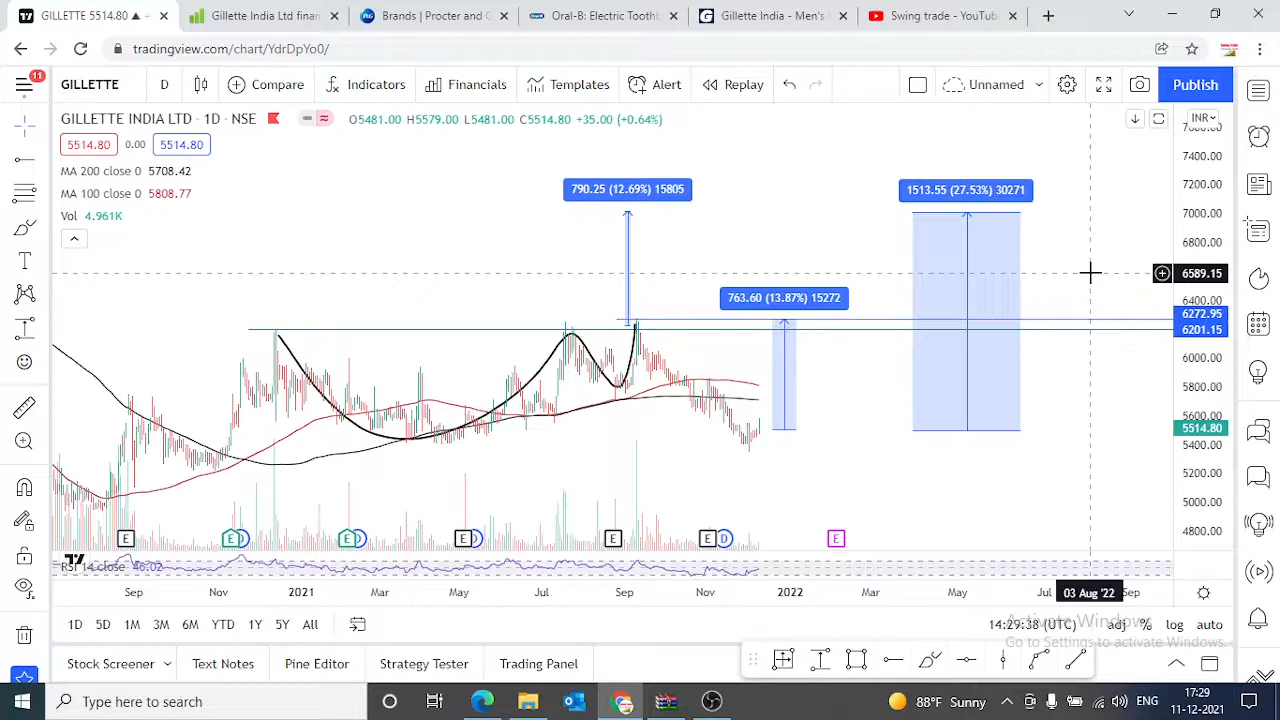 GILLETTE 5514.80 ▲ +
Gillette India Ltd finan
Brands | Procter and G
Oral-B: Electric Tooth
Gillette India - Men's
Swing trade - YouTub
tradingview.com/chart/YdrDpYo0/
11
GILLETTE
D
Compare
Indicators
Financials
Templates
Alert
Replay
Unnamed
Publish
GILLETTE INDIA LTD · 1D · NSE
O5481.00 H5579.00 L5481.00 C5514.80 +35.00 (+0.64%)
INR
7400.00
5514.80
0.00
5514.80
MA 200 close 0 5708.42
7200.00
MA 100 close 0 5808.77
790.25 (12.69%) 15805
1513.55 (27.53%) 30271
Vol 4.961K
7000.00
6800.00
6589.15
763.60 (13.87%) 15272
6400.00
6272.95
6201.15
6000.00
5800.00
5600.00
5514.80
5400.00
5200.00
5000.00
4800.00
E
E
D
E
D
E
D
E
E
D
E
RSI 14 close 46.02
Sep
Nov
2021
Mar
May
Jul
Sep
Nov
2022
Mar
May
Jul
03 Aug '22
Sep
1D
5D
1M
3M
6M
YTD
1Y
5Y
All
14:29:38 (UTC)
adj
%
log
auto
Activate Windows
Go to Settings to activate Windows.
Stock Screener
Text Notes
Pine Editor
Strategy Tester
Trading Panel
Type here to search
88°F Sunny
ENG
17:29
11-12-2021